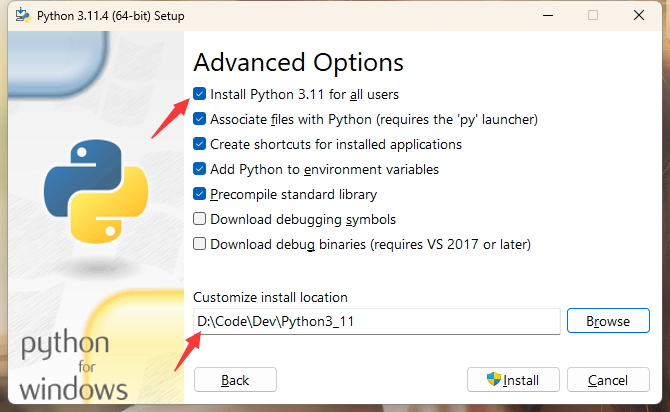 Python 3.11.4 (64-bit) Setup
Advanced Options
Install Python 3.11 for all users
Associate files with Python (requires the 'py' launcher)
Create shortcuts for installed applications
Add Python to environment variables
Precompile standard library
Download debugging symbols
Download debug binaries (requires VS 2017 or later)
Customize install location
D:\Code\Dev\Python3_11
Browse
python
for
windows
Back
Install
Cancel